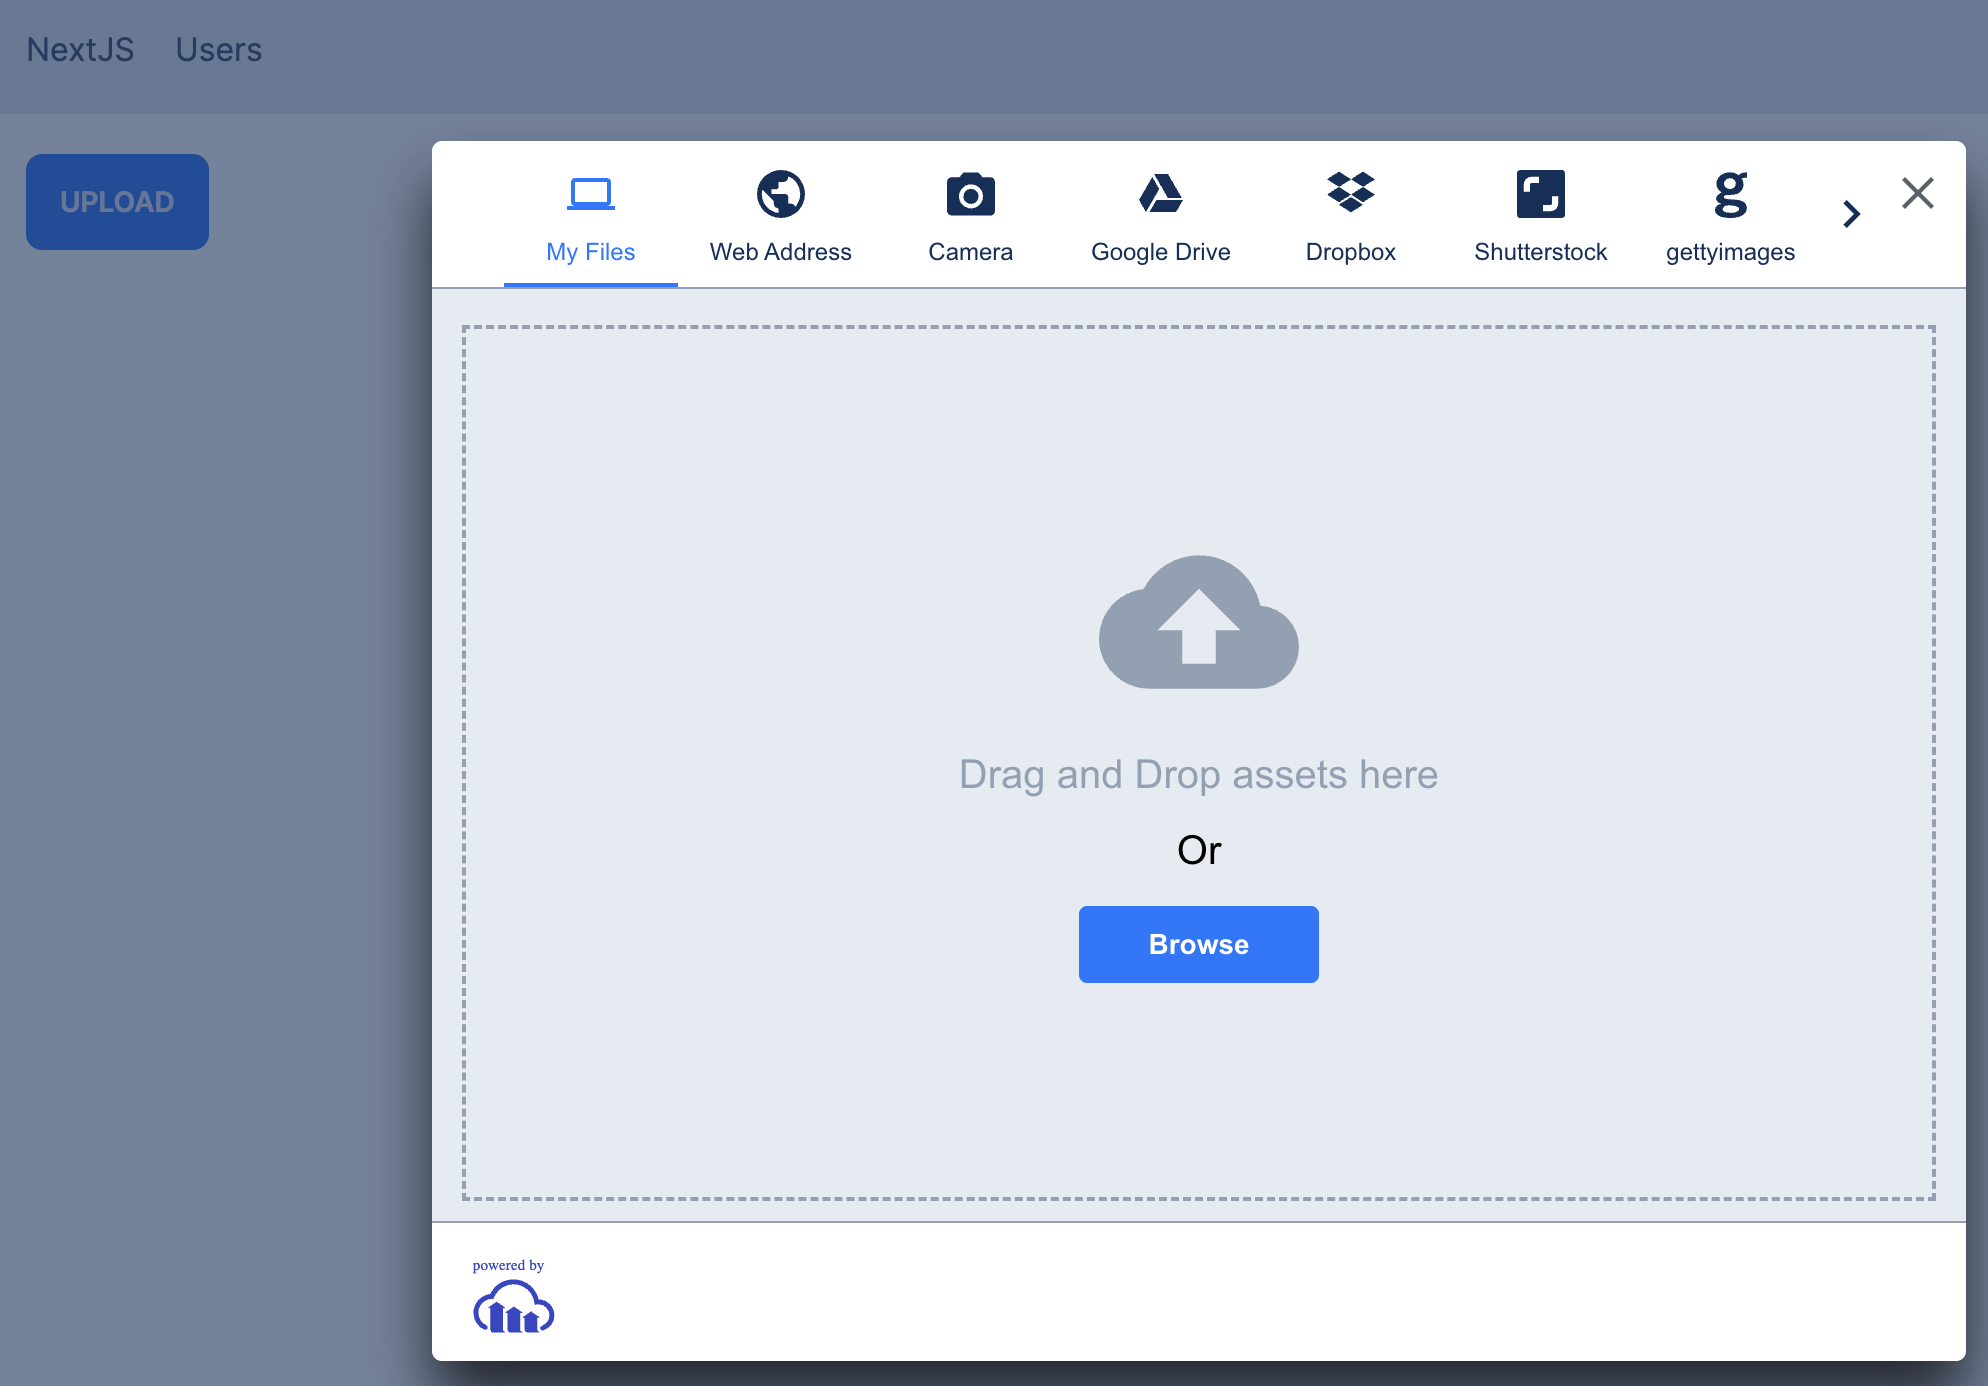 NextJS Users
UPLOAD
My Files Web Address Camera Google Drive Dropbox Shutterstock gettyimages
Drag and Drop assets here
Or
Browse
powered by